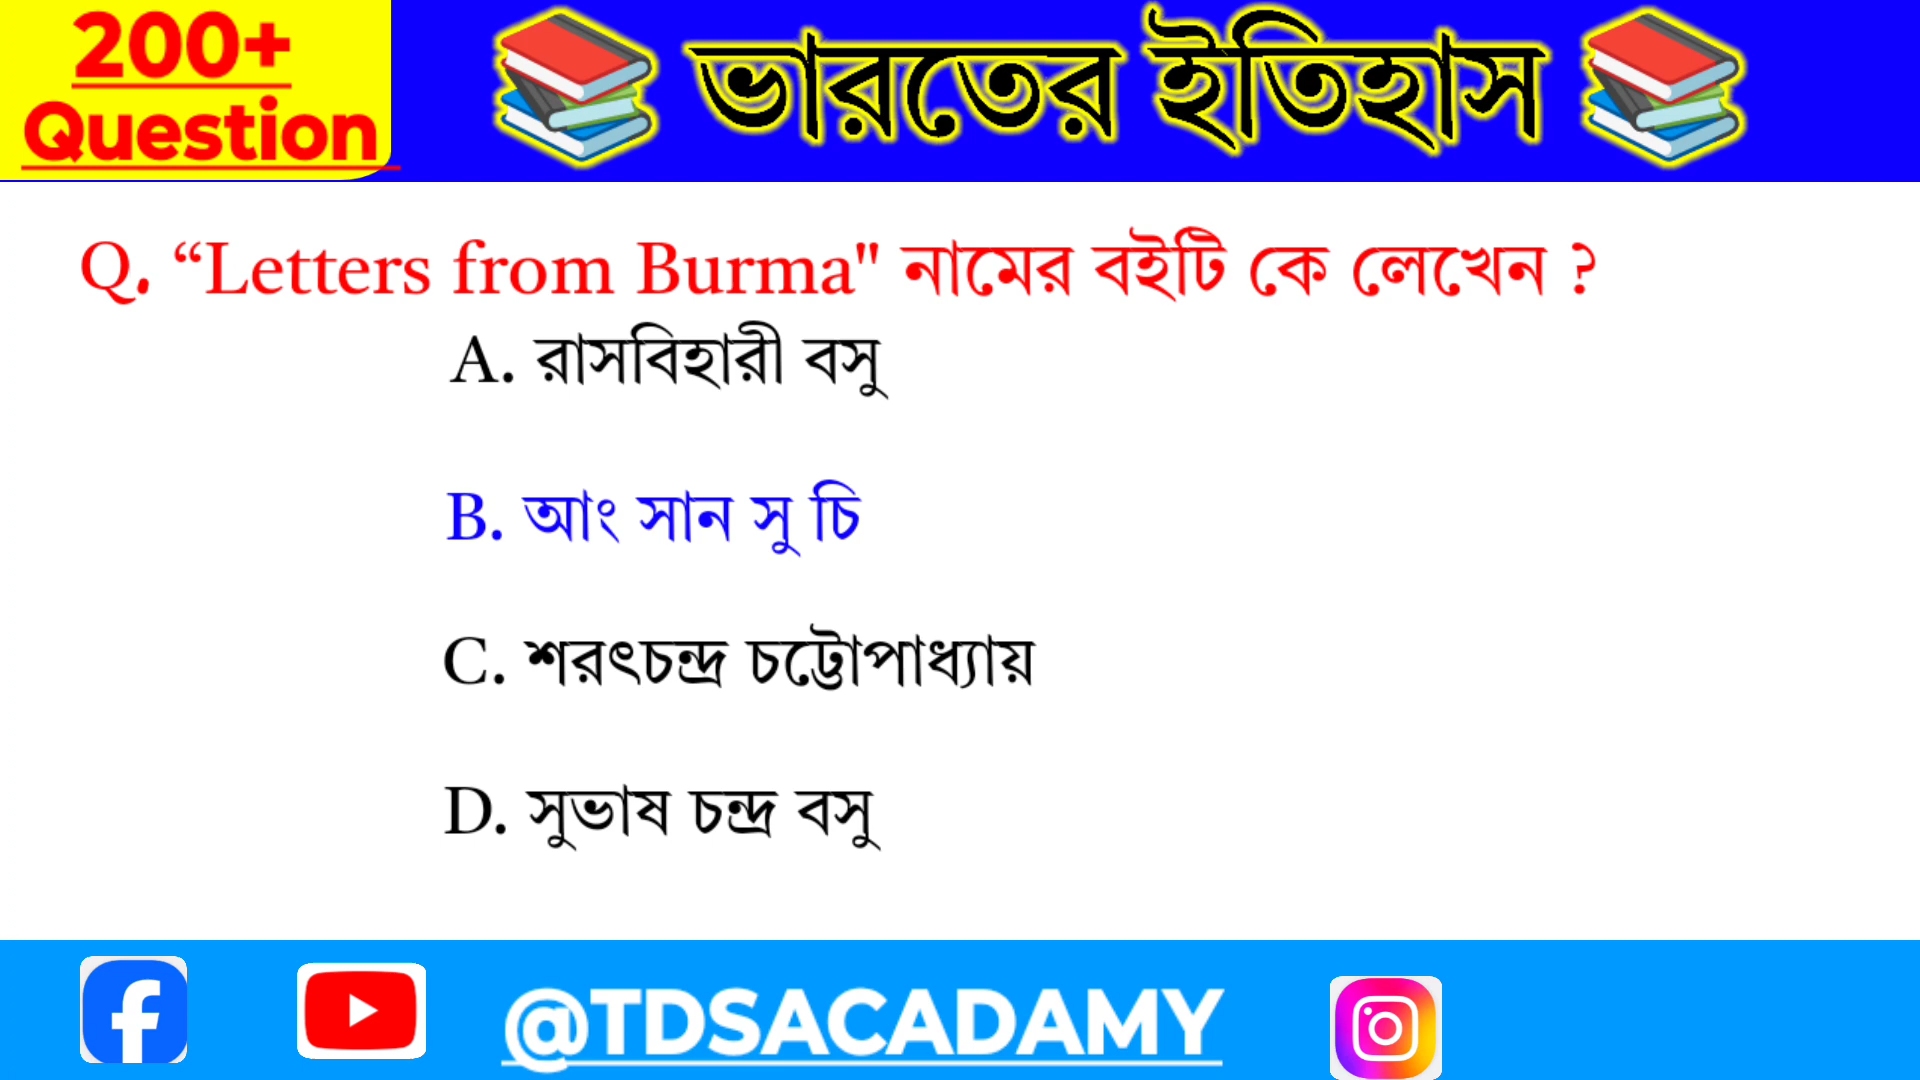 200+
Question
ভারতের ইতিহাস
Q. “Letters from Burma" নামের বইটি কে লেখেন ?
A. রাসবিহারী বসু
B. আং সান সু চি
C. শরৎচন্দ্র চট্টোপাধ্যায়
D. সুভাষ চন্দ্র বসু
@TDSACADAMY